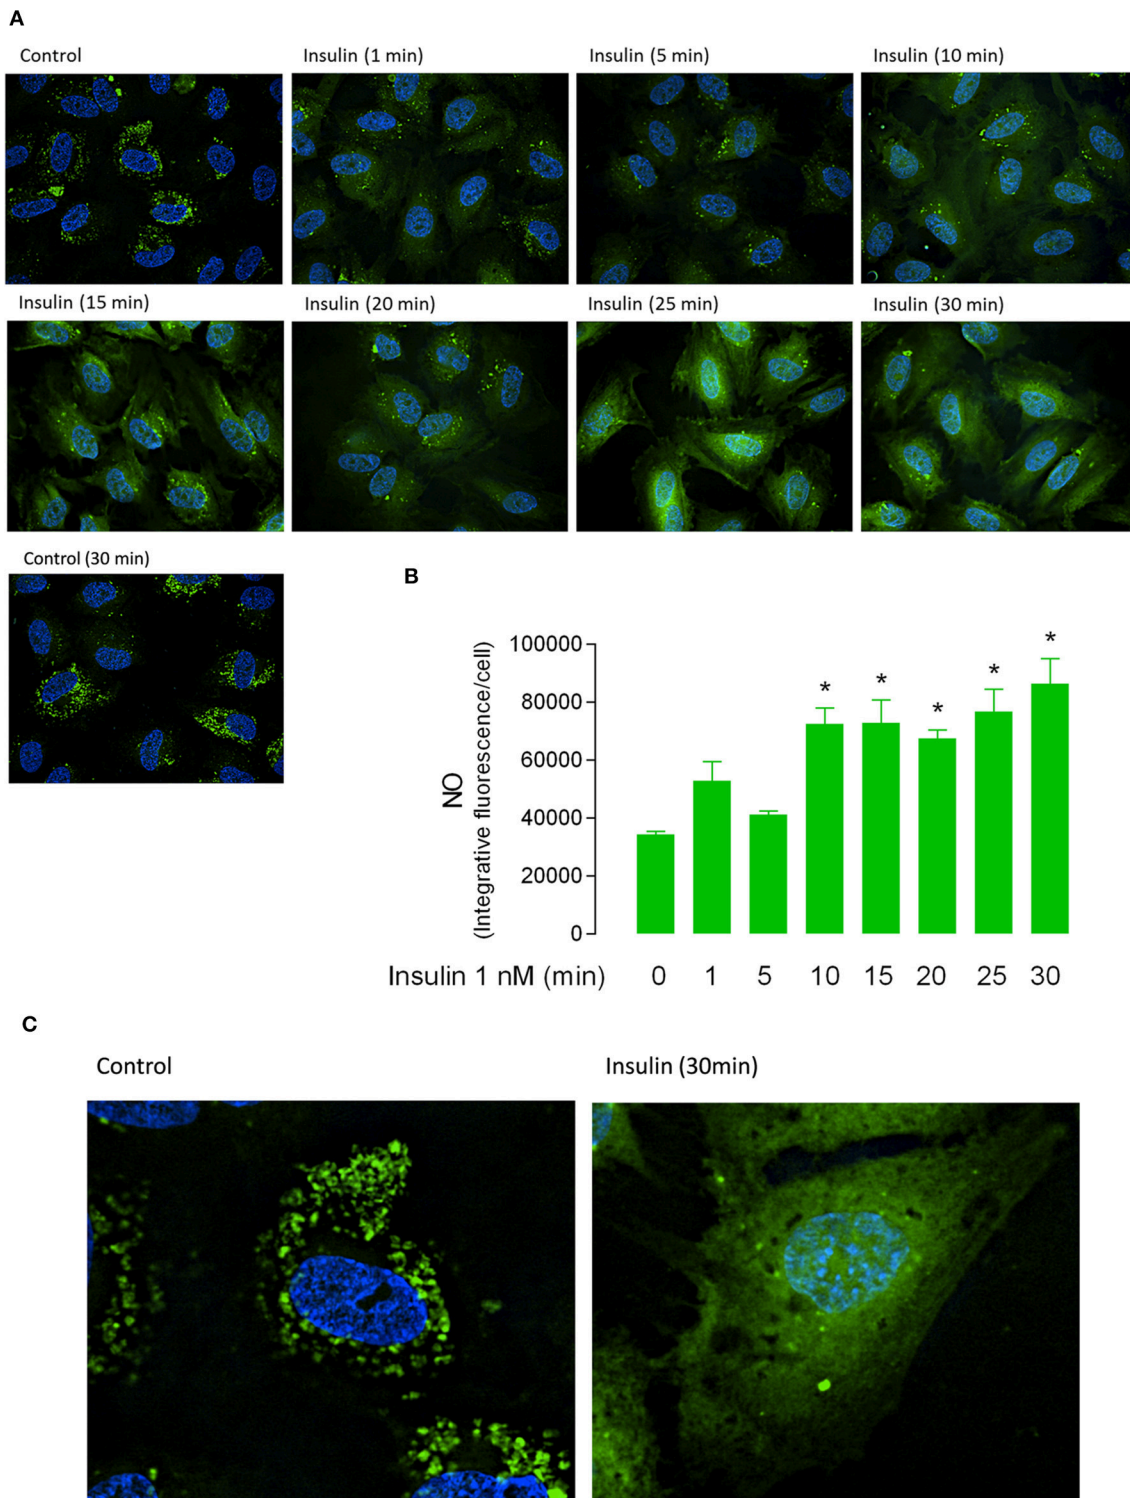 A
Control
Insulin (1 min)
Insulin (5 min)
Insulin (10 min)
Insulin (15 min)
Insulin (20 min)
Insulin (25 min)
Insulin (30 min)
Control (30 min)
B
NO
(Integrative fluorescence/cell)
100000
80000
60000
40000
20000
0
* * * * *
Insulin 1 nM (min) 0 1 5 10 15 20 25 30
C
Control
Insulin (30min)